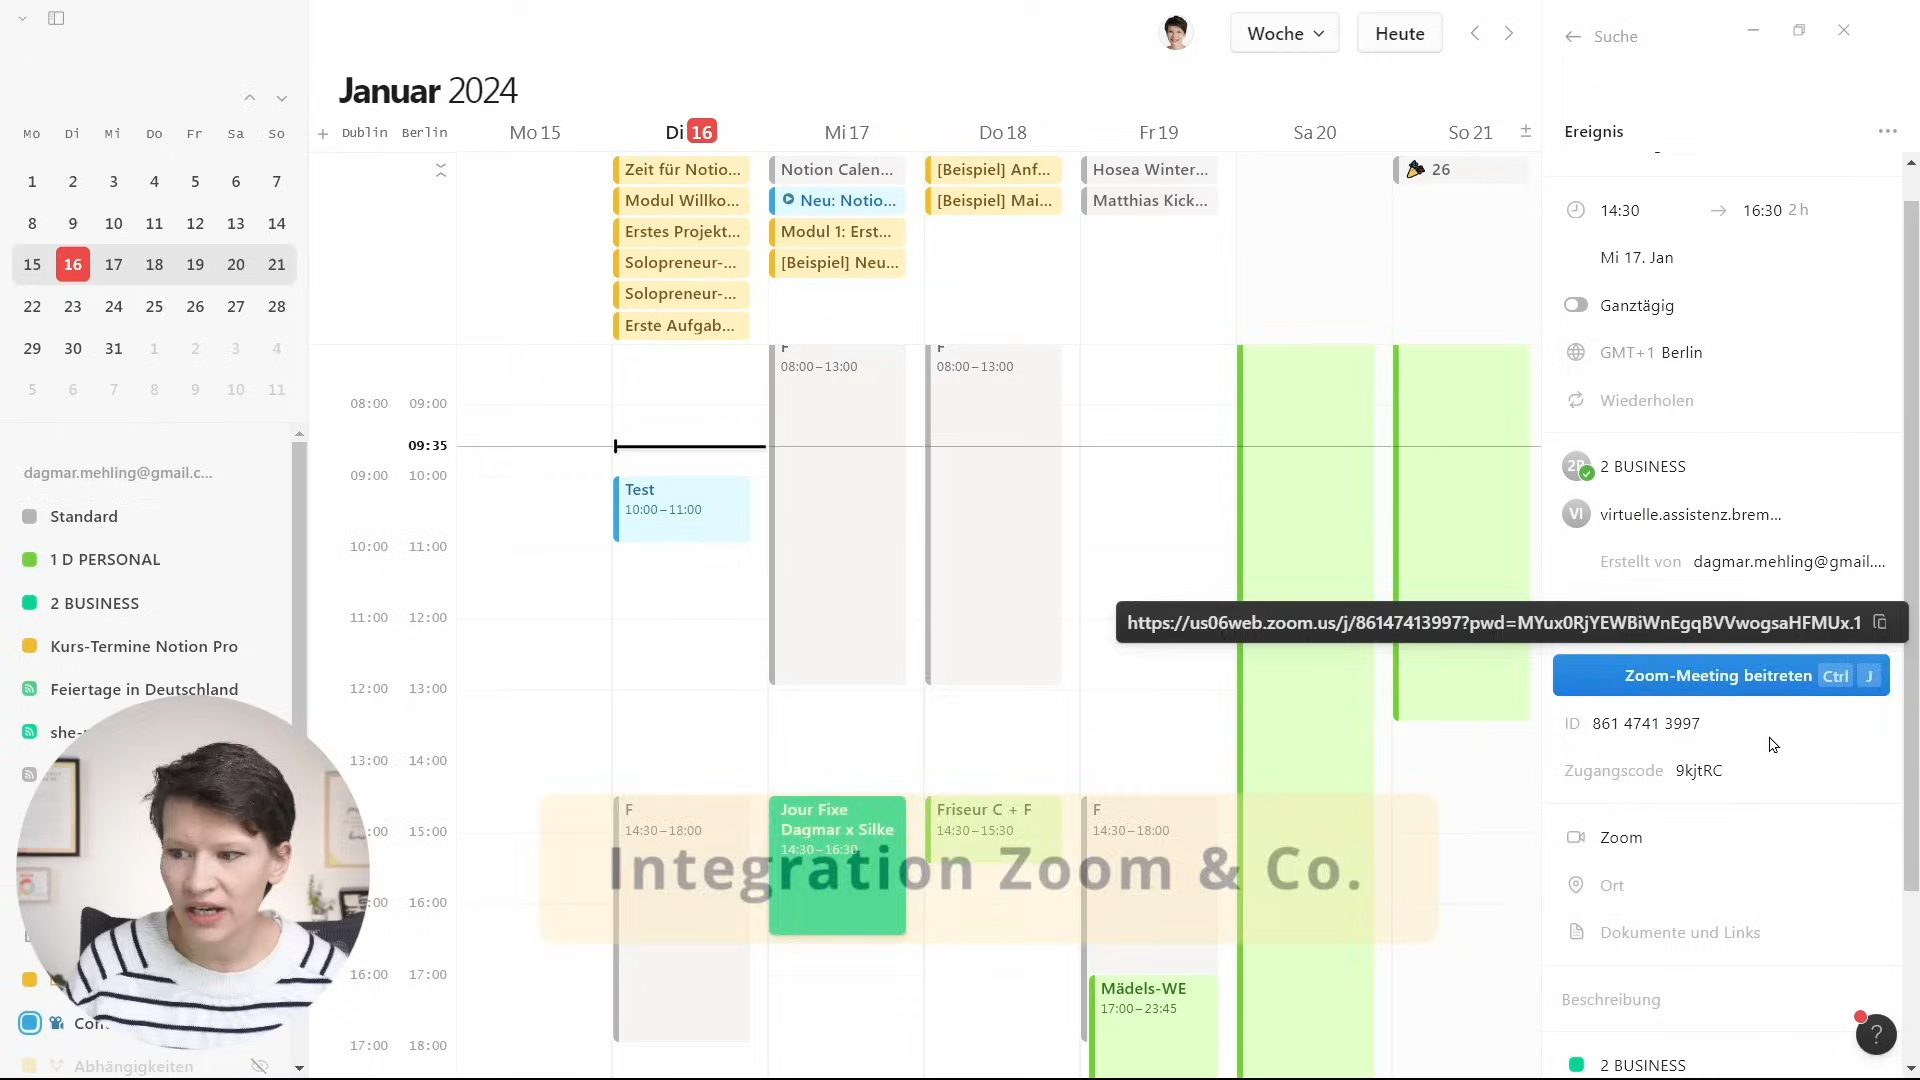 Woche
Heute
Suche
Januar 2024
Ereignis
Mo Di Mi Do Fr Sa So
1 2 3 4 5 6 7
8 9 10 11 12 13 14
15 16 17 18 19 20 21
22 23 24 25 26 27 28
29 30 31 1 2 3 4
5 6 7 8 9 10 11
dagmar.mehling@gmail.c...
Standard
1 D PERSONAL
2 BUSINESS
Kurs-Termine Notion Pro
Feiertage in Deutschland
she-
Con
Abhängigkeiten
+ Dublin Berlin
Mo 15
Di 16
Mi 17
Do 18
Fr 19
Sa 20
So 21
Zeit für Notio...
Modul Willko...
Erstes Projekt...
Solopreneur-...
Solopreneur-...
Erste Aufgab...
Notion Calen...
Neu: Notio...
Modul 1: Erst...
[Beispiel] Neu...
[Beispiel] Anf...
[Beispiel] Mai...
Hosea Winter...
Matthias Kick...
26
08:00 09:00
09:35
09:00 10:00
10:00 11:00
11:00 12:00
12:00 13:00
13:00 14:00
:00 15:00
:00 16:00
16:00 17:00
17:00 18:00
Test
10:00–11:00
F
14:30–18:00
F
08:00–13:00
Jour Fixe
Dagmar x Silke
14:30–16:30
F
08:00–13:00
Friseur C + F
14:30–15:30
F
14:30–18:00
Mädels-WE
17:00–23:45
Integration Zoom & Co.
14:30 → 16:30 2 h
Mi 17. Jan
Ganztägig
GMT+1 Berlin
Wiederholen
2B 2 BUSINESS
VI virtuelle.assistenz.brem...
Erstellt von dagmar.mehling@gmail....
https://us06web.zoom.us/j/86147413997?pwd=MYux0RjYEWBiWnEgqBVVwogsaHFMUx.1
Zoom-Meeting beitreten Ctrl J
ID 861 4741 3997
Zugangscode 9kjtRC
Zoom
Ort
Dokumente und Links
Beschreibung
2 BUSINESS
?